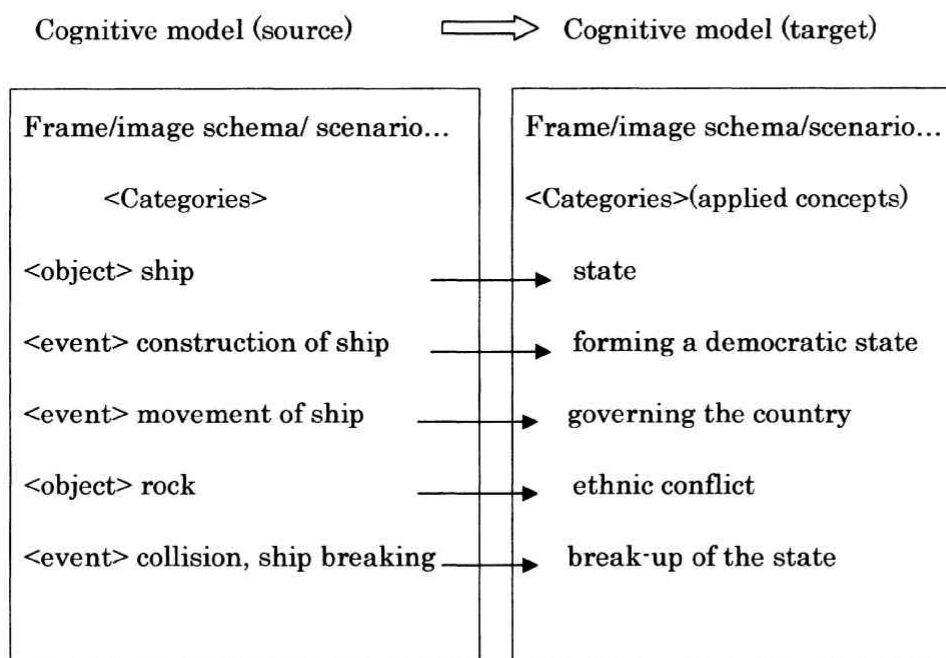 Cognitive model (source) Cognitive model (target)
Frame/image schema/ scenario... Frame/image schema/scenario...
<Categories> <Categories>(applied concepts)
<object> ship state
<event> construction of ship forming a democratic state
<event> movement of ship governing the country
<object> rock ethnic conflict
<event> collision, ship breaking break-up of the state